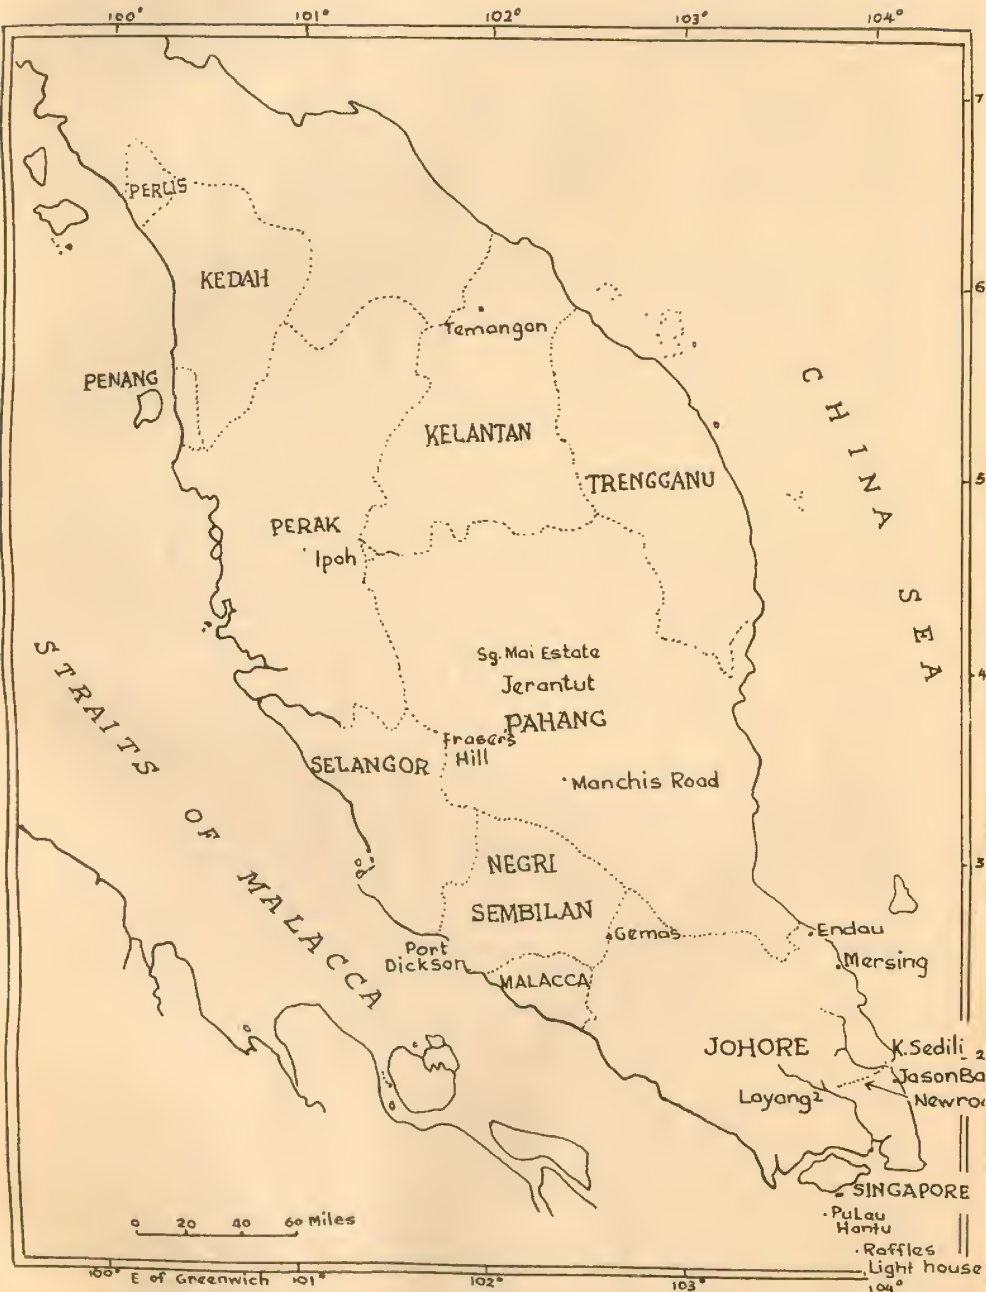 100° 101° 102° 103° 104°
7
PERLIS
KEDAH
6
Temangan
PENANG
CHINA SEA
KELANTAN
TRENGGANU
5
PERAK
Ipoh
Sg. Mai Estate
Jerantut
4
PAHANG
Frasers
Hill
SELANGOR
Manchis Road
STRAITS OF MALACCA
3
NEGRI
SEMBILAN
Gemas
Endau
Port
Dickson
Mersing
MALACCA
JOHORE
K. Sedili
2
Jason Ba
Layang2
New roa
SINGAPORE
Pulau
Hantu
Raffles
Light house
0 20 40 60 Miles
100° E of Greenwich 101° 102° 103° 104°